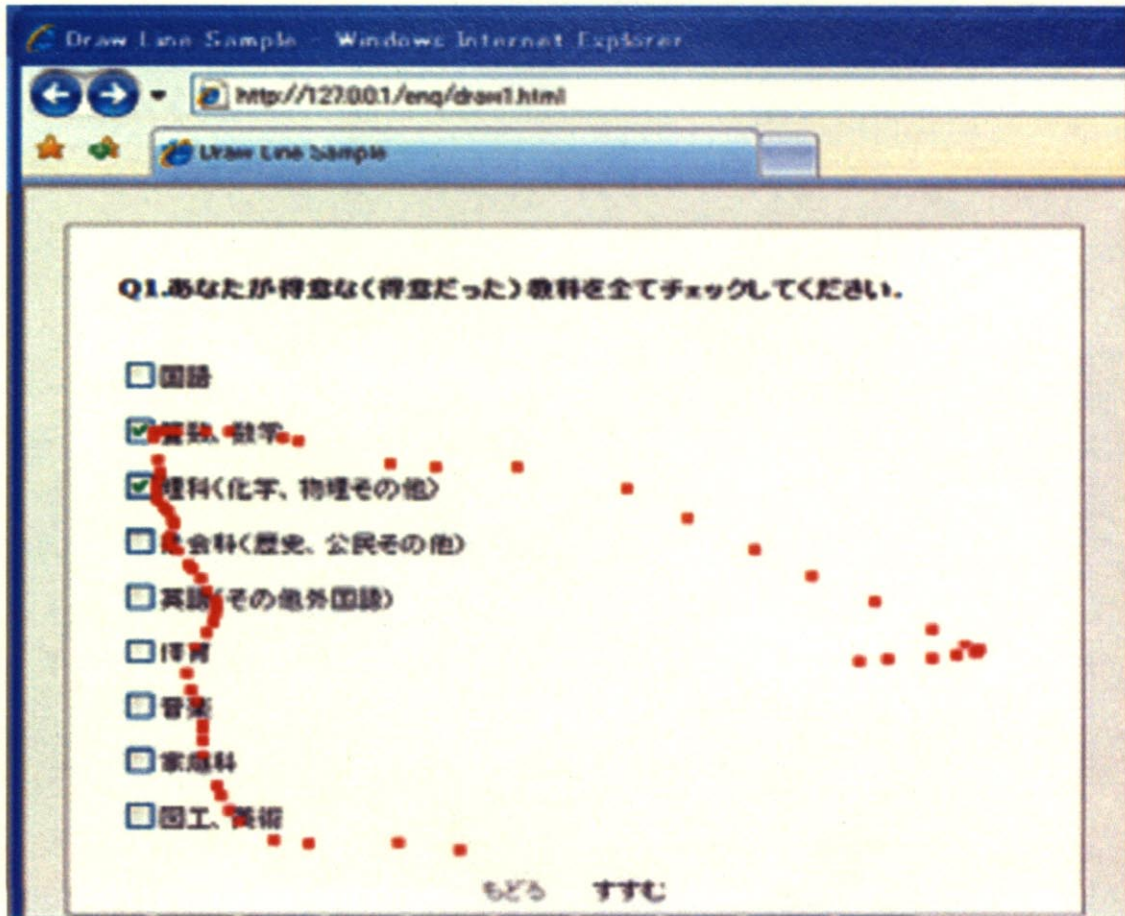 Draw Line Sample - Windows Internet Explorer
http://127.0.0.1/enq/draw1.html
Draw Line Sample
Q1.あなたが得意な(得意だった)教科を全てチェックしてください.
国語
算数、数学
理科(化学、物理その他)
社会科(歴史、公民その他)
英語(その他外国語)
体育
音楽
家庭科
図工、美術
もどる すすむ